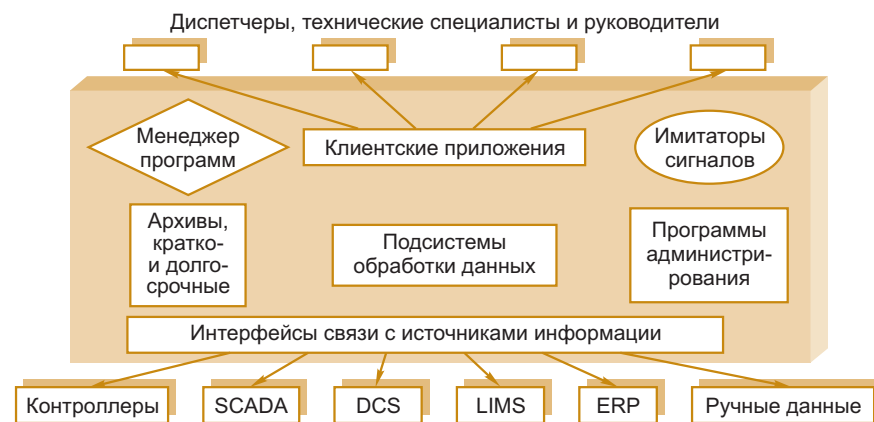 Диспетчеры, технические специалисты и руководители
Менеджер
программ
Клиентские приложения
Имитаторы
сигналов
Архивы,
кратко-
и долго-
срочные
Подсистемы
обработки данных
Программы
администри-
рования
Интерфейсы связи с источниками информации
Контроллеры
SCADA
DCS
LIMS
ERP
Ручные данные